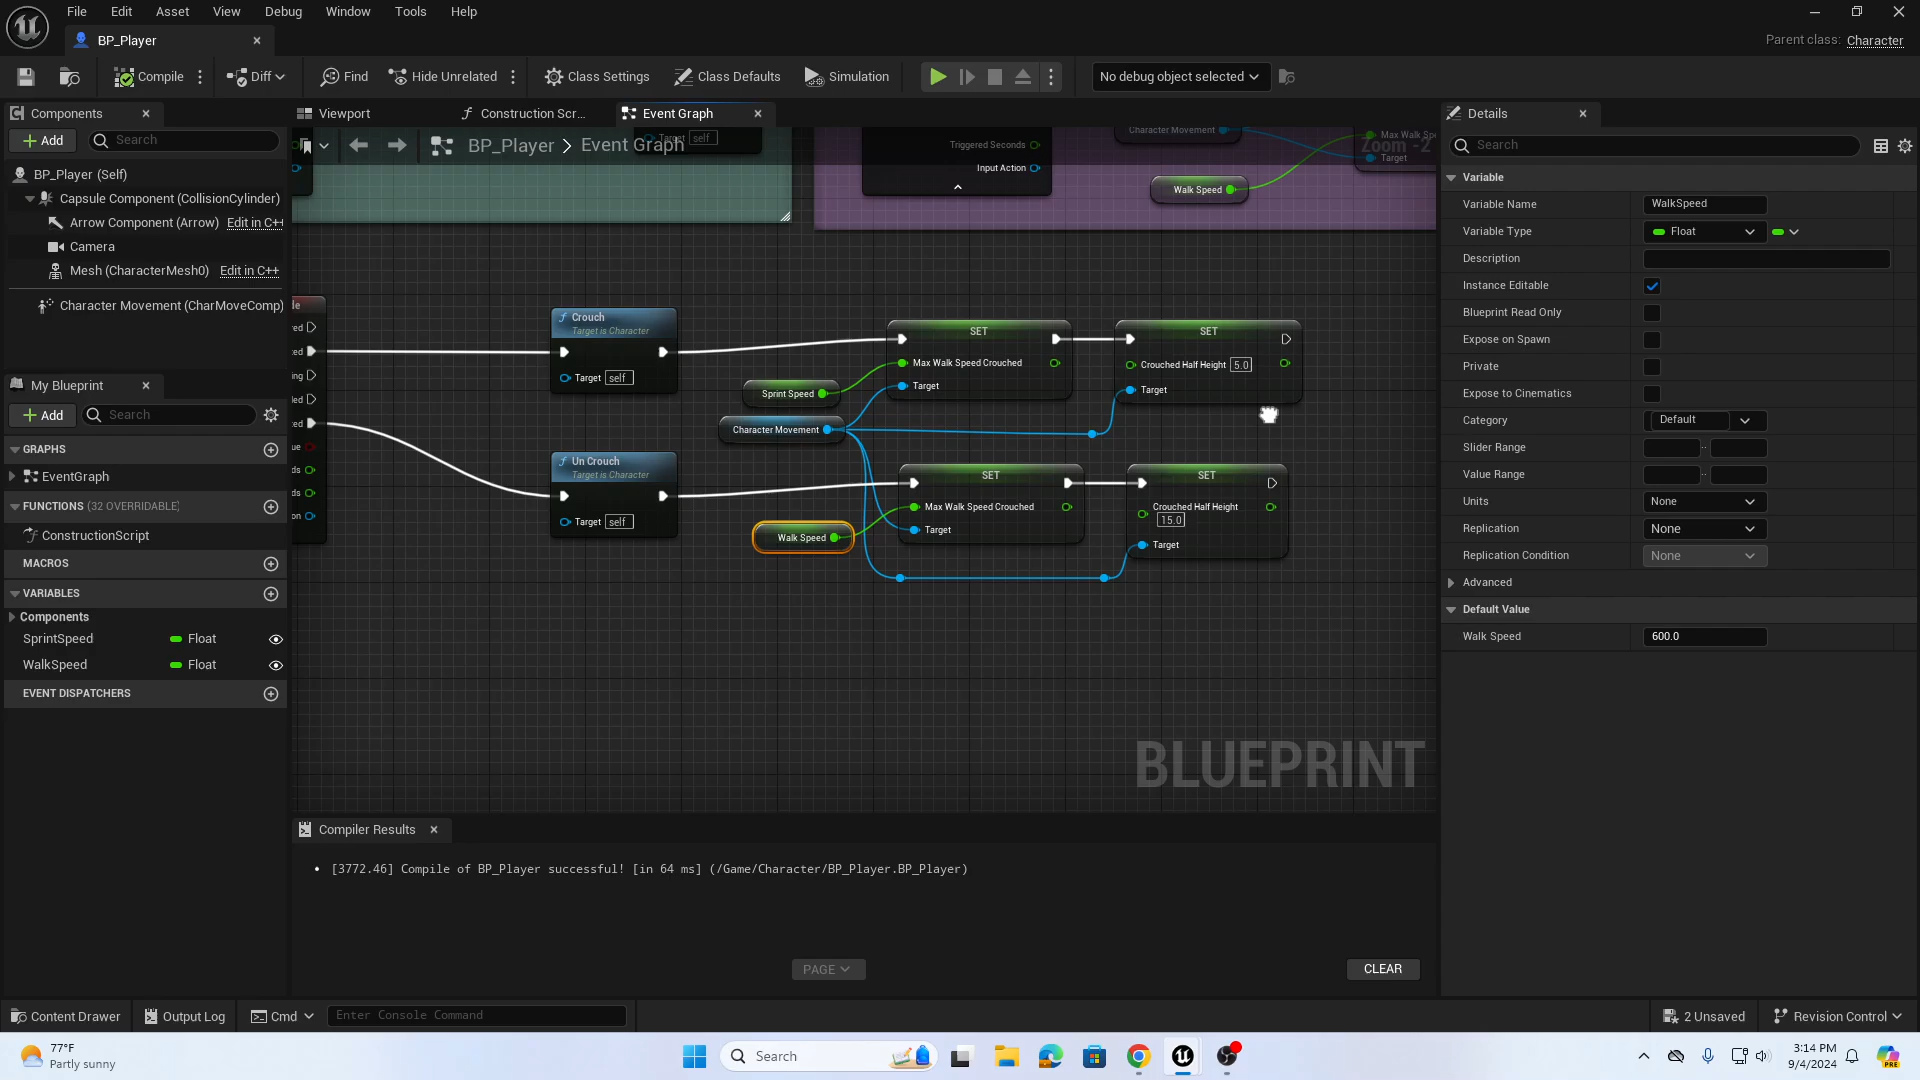 File Edit Asset View Debug Window Tools Help
BP_Player
Parent class: Character
Compile Diff Find Hide Unrelated Class Settings Class Defaults Simulation No debug object selected
Components
Add Search
BP_Player (Self)
Capsule Component (CollisionCylinder)
Arrow Component (Arrow) Edit in C++
Camera
Mesh (CharacterMesh0) Edit in C++
Character Movement (CharMoveComp)
My Blueprint
Add Search
GRAPHS
EventGraph
FUNCTIONS (32 OVERRIDABLE)
ConstructionScript
MACROS
VARIABLES
Components
SprintSpeed Float
WalkSpeed Float
EVENT DISPATCHERS
Viewport Construction Scr... Event Graph
BP_Player > Event Graph
Zoom -2
Target self
Triggered Seconds
Input Action
Character Movement
Walk Speed
Max Walk Spe
Target
Crouch
Target is Character
Target self
Sprint Speed
Character Movement
SET
Max Walk Speed Crouched
Target
SET
Crouched Half Height 5.0
Target
Un Crouch
Target is Character
Target self
Walk Speed
SET
Max Walk Speed Crouched
Target
SET
Crouched Half Height
15.0
Target
BLUEPRINT
Compiler Results
[3772.46] Compile of BP_Player successful! [in 64 ms] (/Game/Character/BP_Player.BP_Player)
PAGE
CLEAR
Details
Search
Variable
Variable Name WalkSpeed
Variable Type Float
Description
Instance Editable
Blueprint Read Only
Expose on Spawn
Private
Expose to Cinematics
Category Default
Slider Range
Value Range
Units None
Replication None
Replication Condition None
Advanced
Default Value
Walk Speed 600.0
Content Drawer Output Log Cmd Enter Console Command 2 Unsaved Revision Control
77°F
Partly sunny
Search
3:14 PM
9/4/2024
PRE